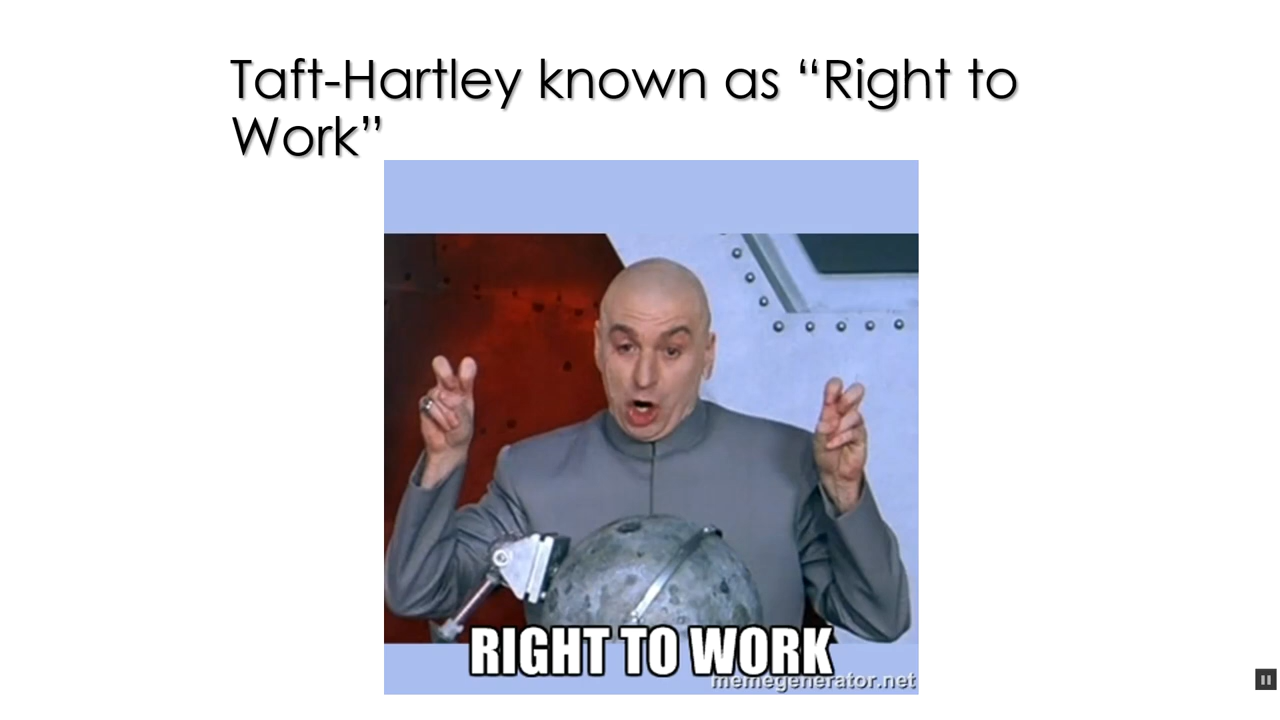 Taft-Hartley known as “Right to
Work”
RIGHT TO WORK
memegenerator.net